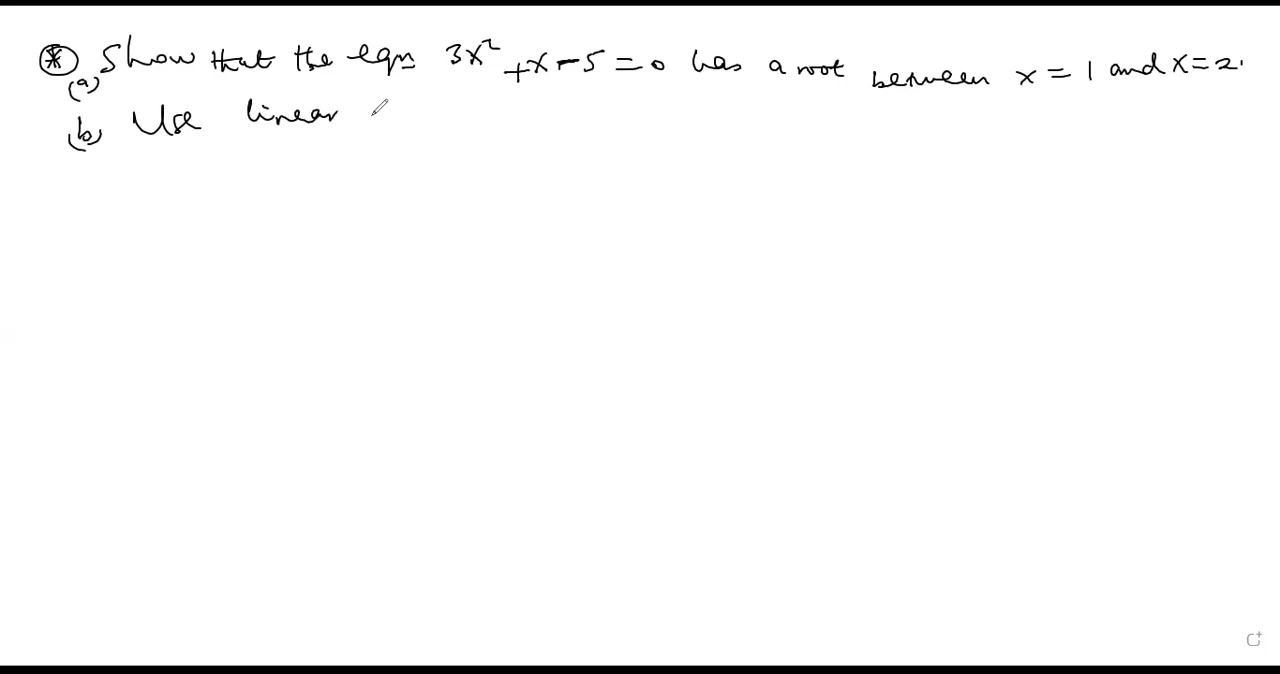 ⊛ (a) Show that the eqn 3x² + x - 5 = 0 has a root between x = 1 and x = 2.
(b) Use linear